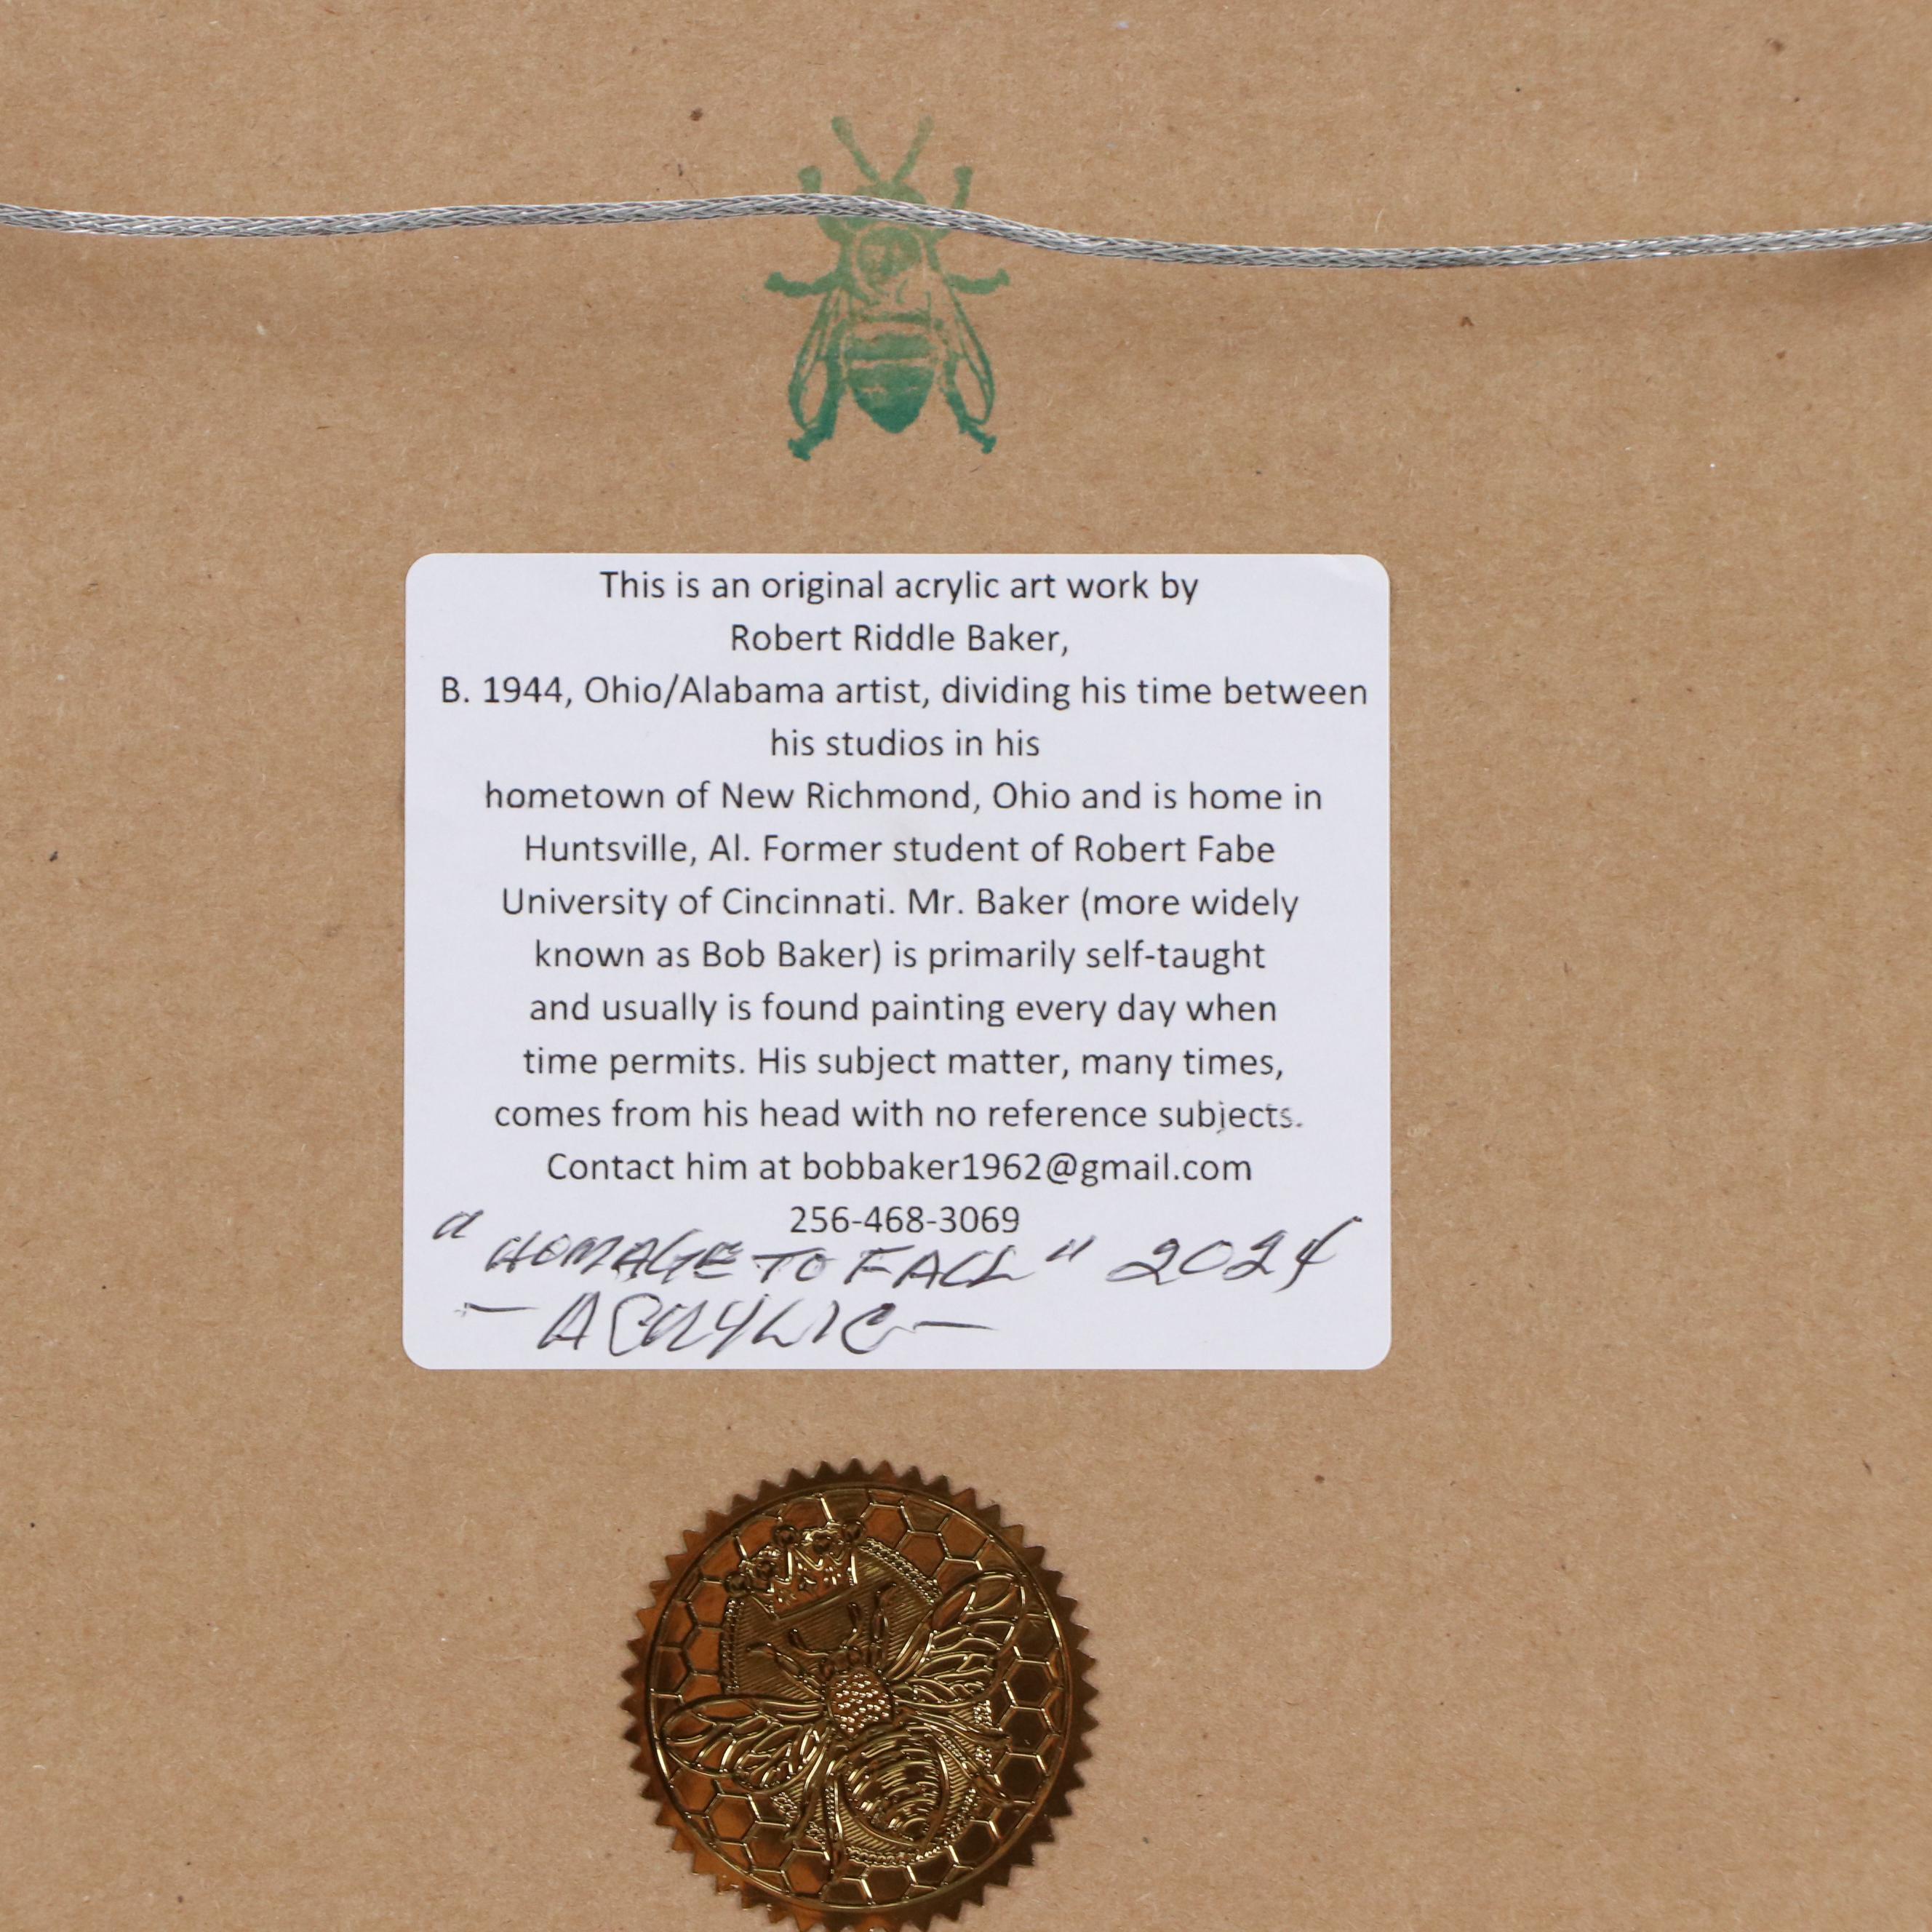 This is an original acrylic art work by
Robert Riddle Baker,
B. 1944, Ohio/Alabama artist, dividing his time between
his studios in his
hometown of New Richmond, Ohio and is home in
Huntsville, Al. Former student of Robert Fabe
University of Cincinnati. Mr. Baker (more widely
known as Bob Baker) is primarily self-taught
and usually is found painting every day when
time permits. His subject matter, many times,
comes from his head with no reference subjects.
Contact him at bobbaker1962@gmail.com
256-468-3069
"HOMAGE TO FALL" 2024
- ACRYLIC -